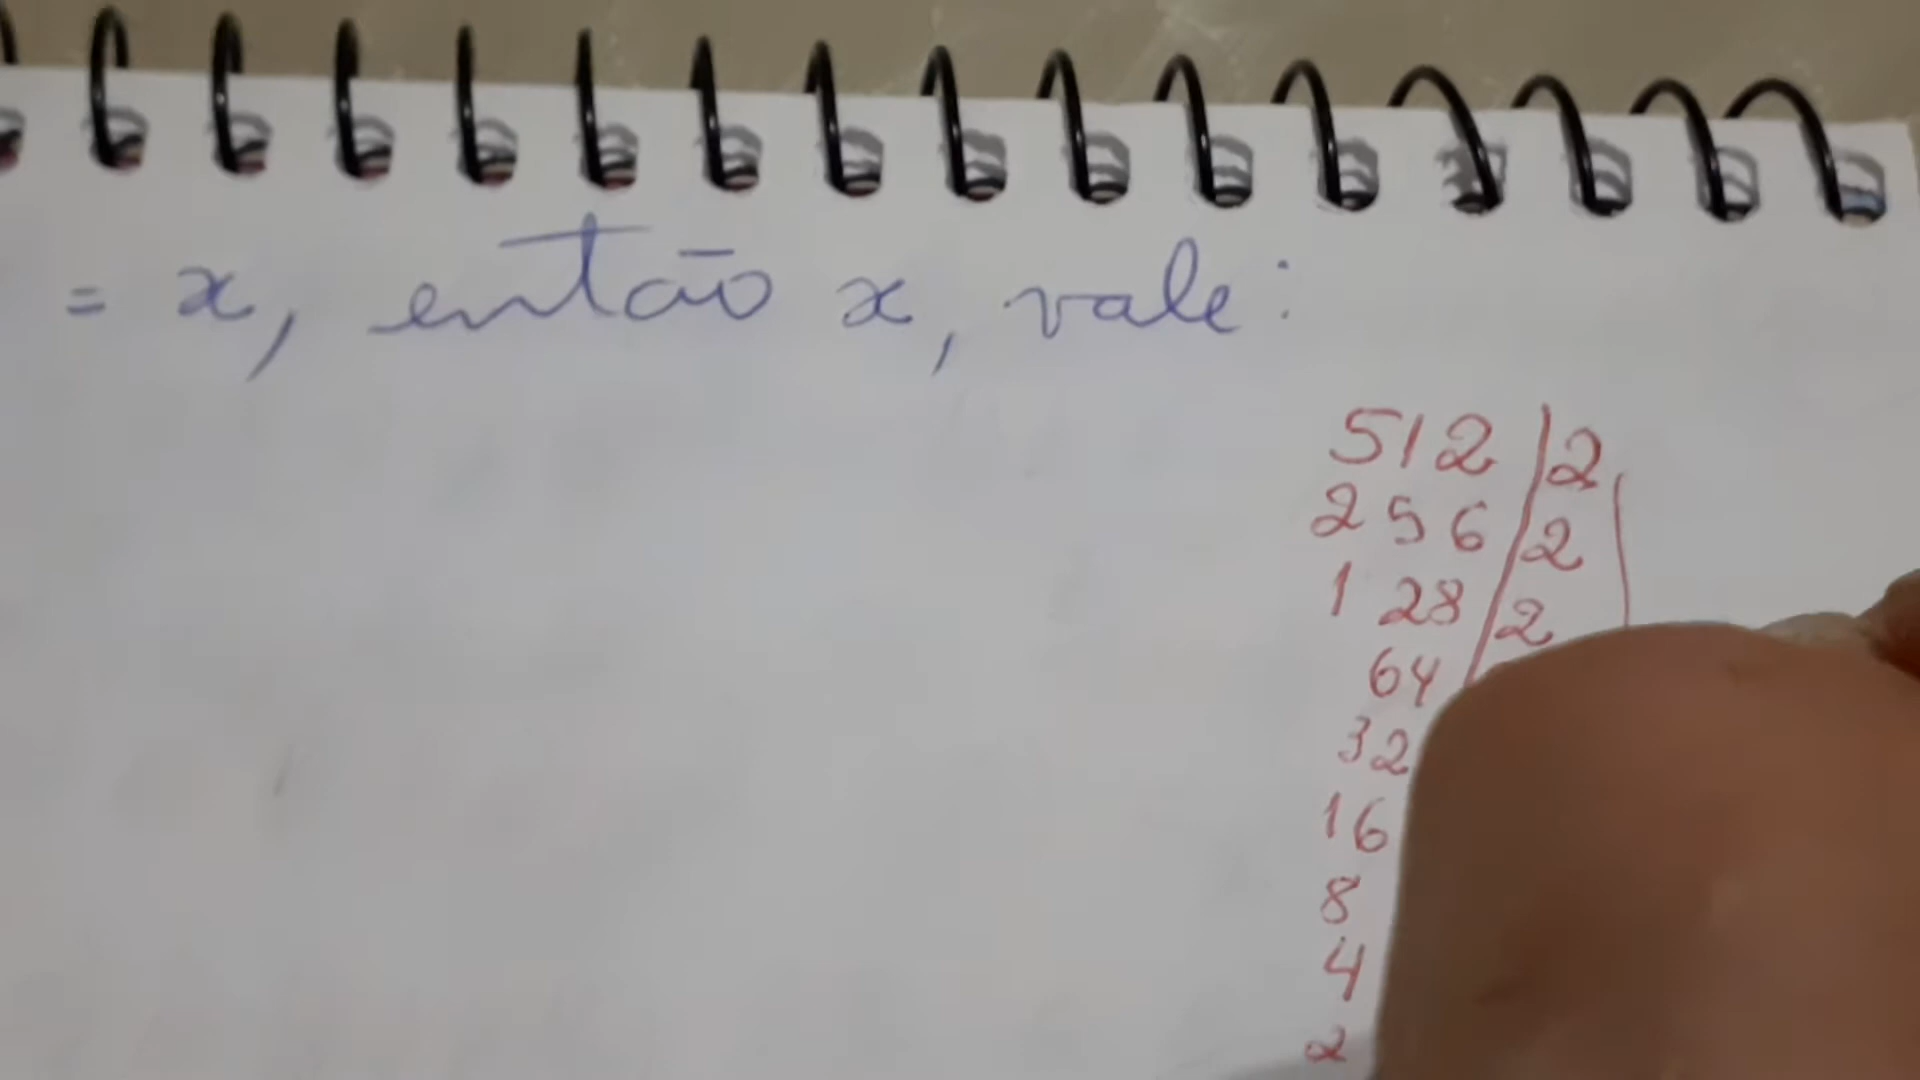 = x, então x, vale:
512 | 2
256 | 2
128 | 2
64
32
16
8
4
2